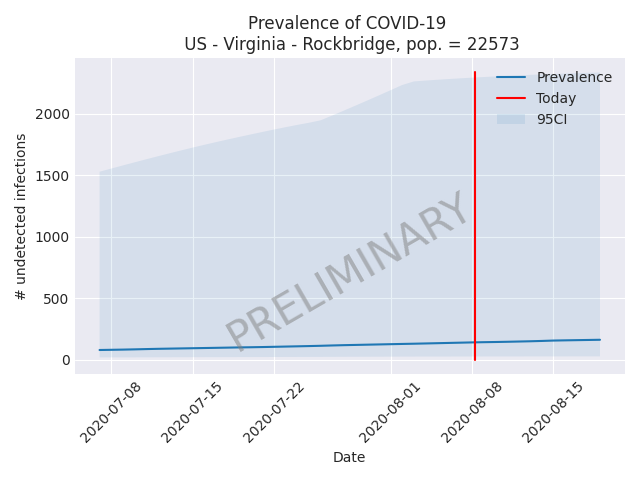 Prevalence of COVID-19
US - Virginia - Rockbridge, pop. = 22573
Prevalence
Today
95CI
# undetected infections
2000
1500
1000
500
0
PRELIMINARY
2020-07-08
2020-07-15
2020-07-22
2020-08-01
2020-08-08
2020-08-15
Date